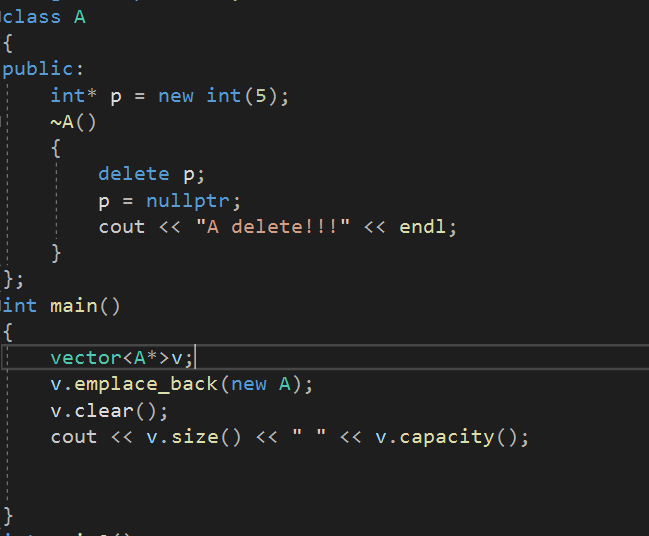 class A
{
public:
    int* p = new int(5);
    ~A()
    {
        delete p;
        p = nullptr;
        cout << "A delete!!!" << endl;
    }
};
int main()
{
    vector<A*>v;
    v.emplace_back(new A);
    v.clear();
    cout << v.size() << " " << v.capacity();
}